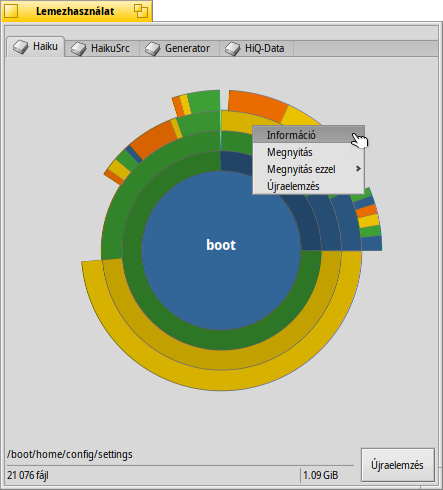 Lemezhasználat
Haiku
HaikuSrc
Generator
HiQ-Data
Információ
Megnyitás
Megnyitás ezzel
Újraelemzés
boot
/boot/home/config/settings
21 076 fájl
1.09 GiB
Újraelemzés